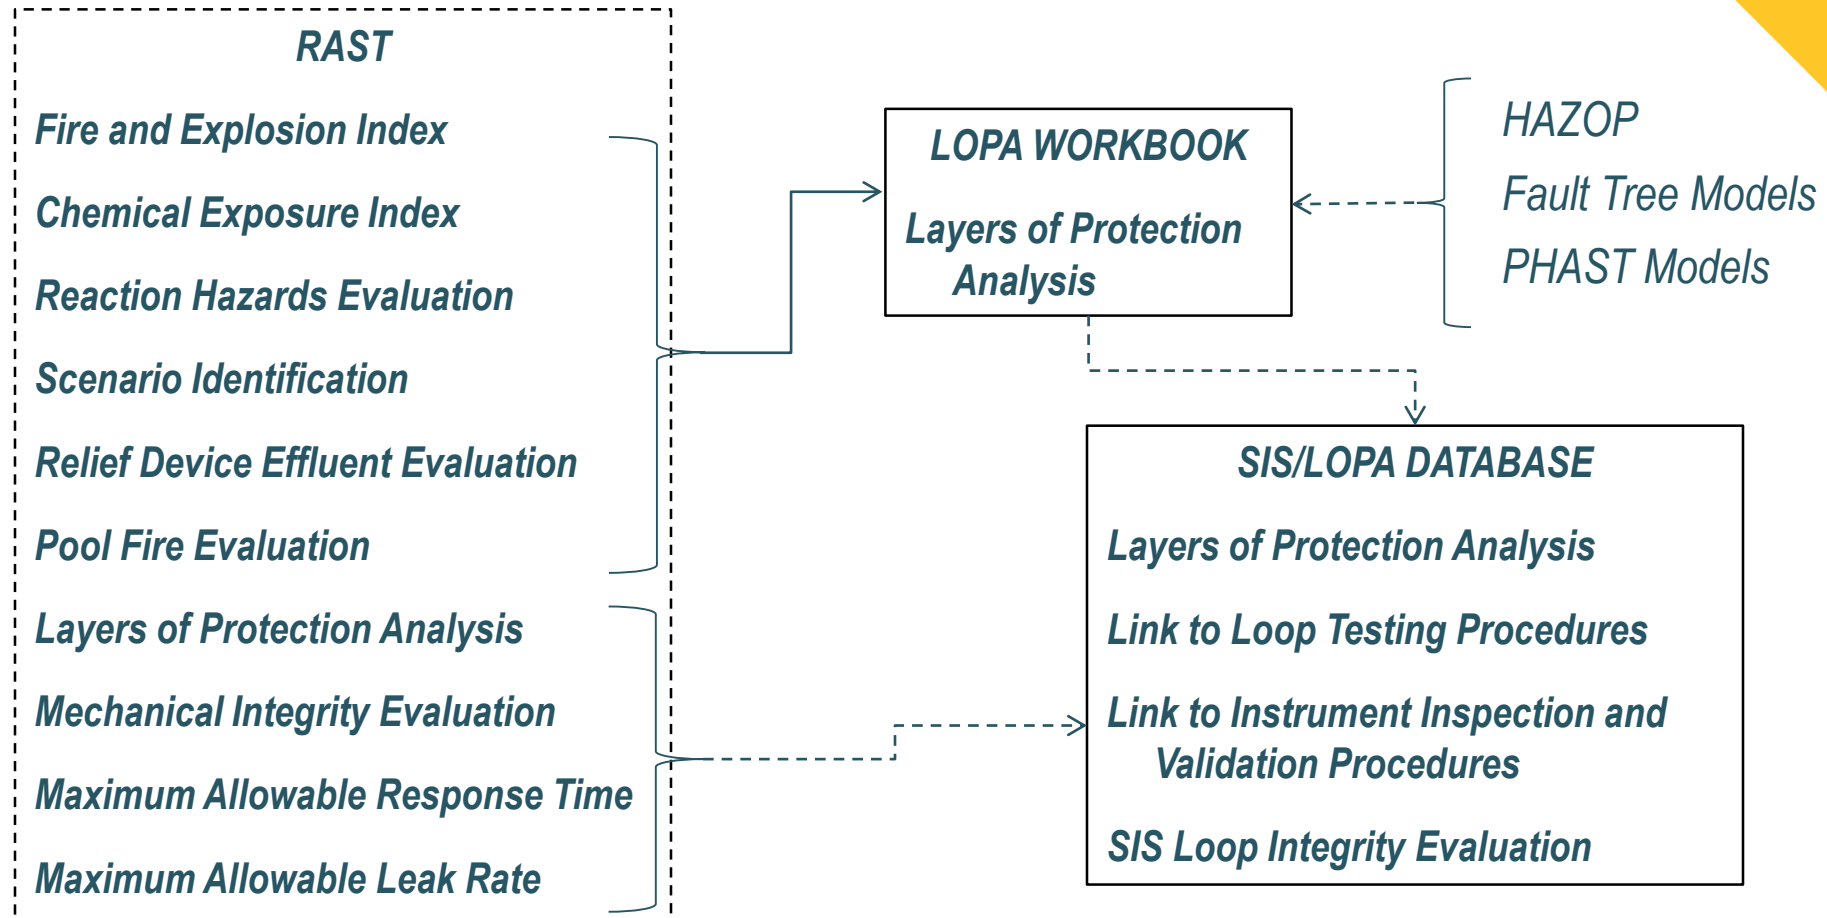 RAST
Fire and Explosion Index
Chemical Exposure Index
Reaction Hazards Evaluation
Scenario Identification
Relief Device Effluent Evaluation
Pool Fire Evaluation
Layers of Protection Analysis
Mechanical Integrity Evaluation
Maximum Allowable Response Time
Maximum Allowable Leak Rate
LOPA WORKBOOK
Layers of Protection
Analysis
HAZOP
Fault Tree Models
PHAST Models
SIS/LOPA DATABASE
Layers of Protection Analysis
Link to Loop Testing Procedures
Link to Instrument Inspection and
Validation Procedures
SIS Loop Integrity Evaluation